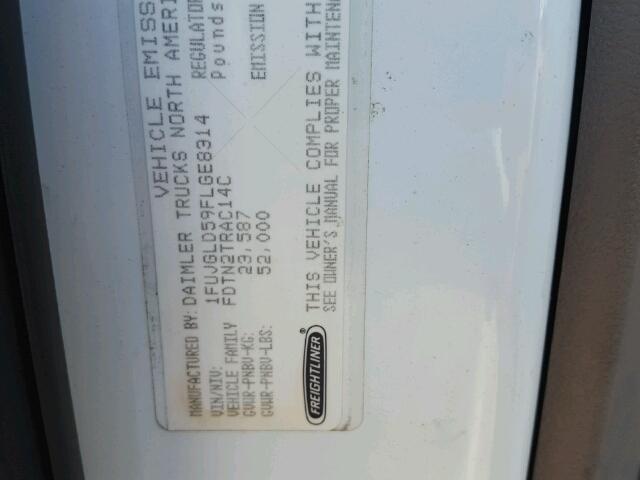 VEHICLE EMISS
MANUFACTURED BY: DAIMLER TRUCKS NORTH AMERI
VIN/NIV: 1FUJGLD59FLGE8914 REGULATOR
VEHICLE FAMILY FDTN2TRAC14C Pounds
GVWR-PNBV-KG: 23,587
GVWR-PNBV-LBS: 52,000 EMISSION
FREIGHTLINER ®
THIS VEHICLE COMPLIES WITH
SEE OWNER'S MANUAL FOR PROPER MAINTENA